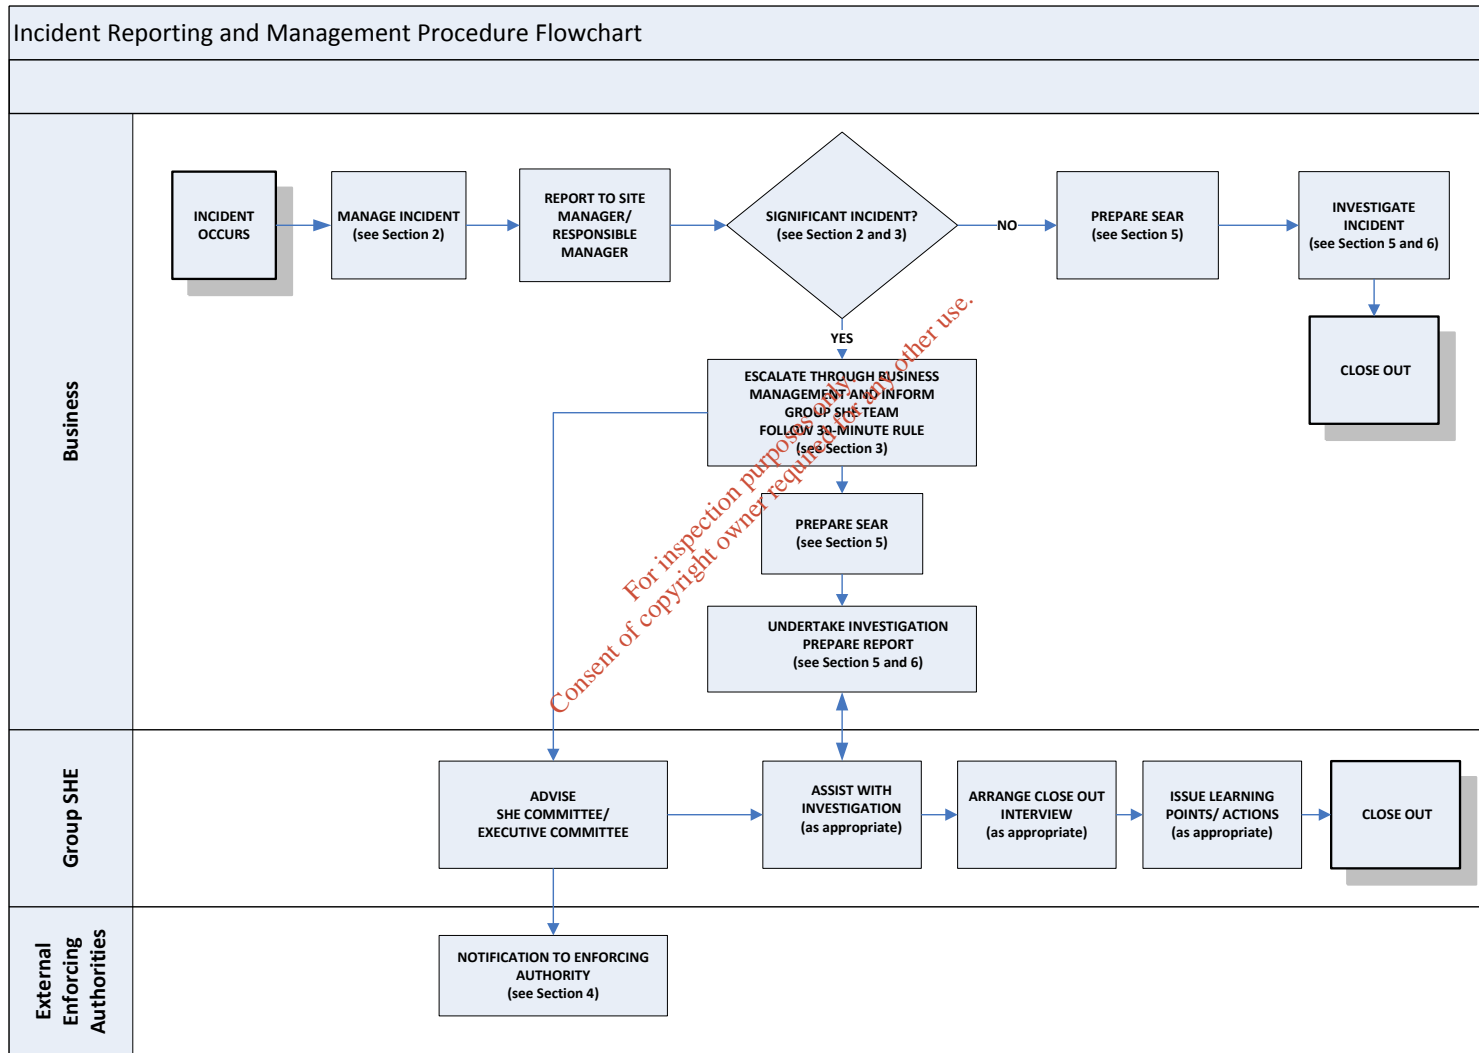 Incident Reporting and Management Procedure Flowchart
Business
INCIDENT
OCCURS
MANAGE INCIDENT
(see Section 2)
REPORT TO SITE
MANAGER/
RESPONSIBLE
MANAGER
SIGNIFICANT INCIDENT?
(see Section 2 and 3)
NO
PREPARE SEAR
(see Section 5)
INVESTIGATE
INCIDENT
(see Section 5 and 6)
CLOSE OUT
YES
ESCALATE THROUGH BUSINESS
MANAGEMENT AND INFORM
GROUP SHE TEAM
FOLLOW 30-MINUTE RULE
(see Section 3)
PREPARE SEAR
(see Section 5)
UNDERTAKE INVESTIGATION
PREPARE REPORT
(see Section 5 and 6)
For inspection purposes only.
Consent of copyright owner required for any other use.
Group SHE
ADVISE
SHE COMMITTEE/
EXECUTIVE COMMITTEE
ASSIST WITH
INVESTIGATION
(as appropriate)
ARRANGE CLOSE OUT
INTERVIEW
(as appropriate)
ISSUE LEARNING
POINTS/ ACTIONS
(as appropriate)
CLOSE OUT
External
Enforcing
Authorities
NOTIFICATION TO ENFORCING
AUTHORITY
(see Section 4)